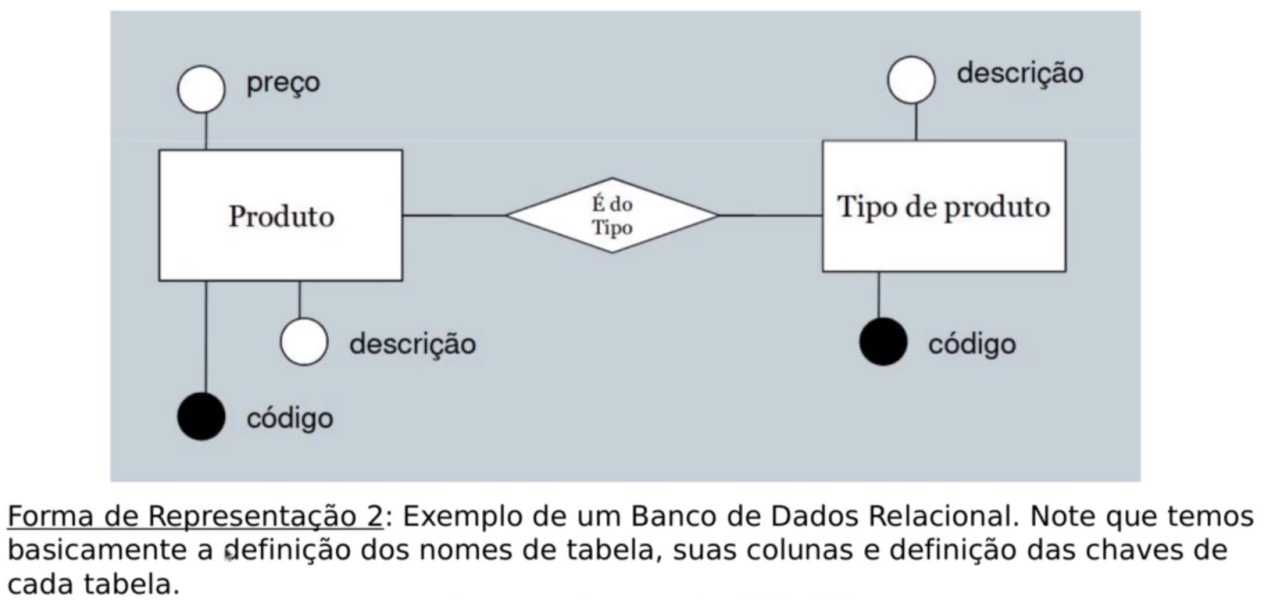 preço
descrição
Produto
É do
Tipo
Tipo de produto
descrição
código
código
Forma de Representação 2: Exemplo de um Banco de Dados Relacional. Note que temos
basicamente a definição dos nomes de tabela, suas colunas e definição das chaves de
cada tabela.